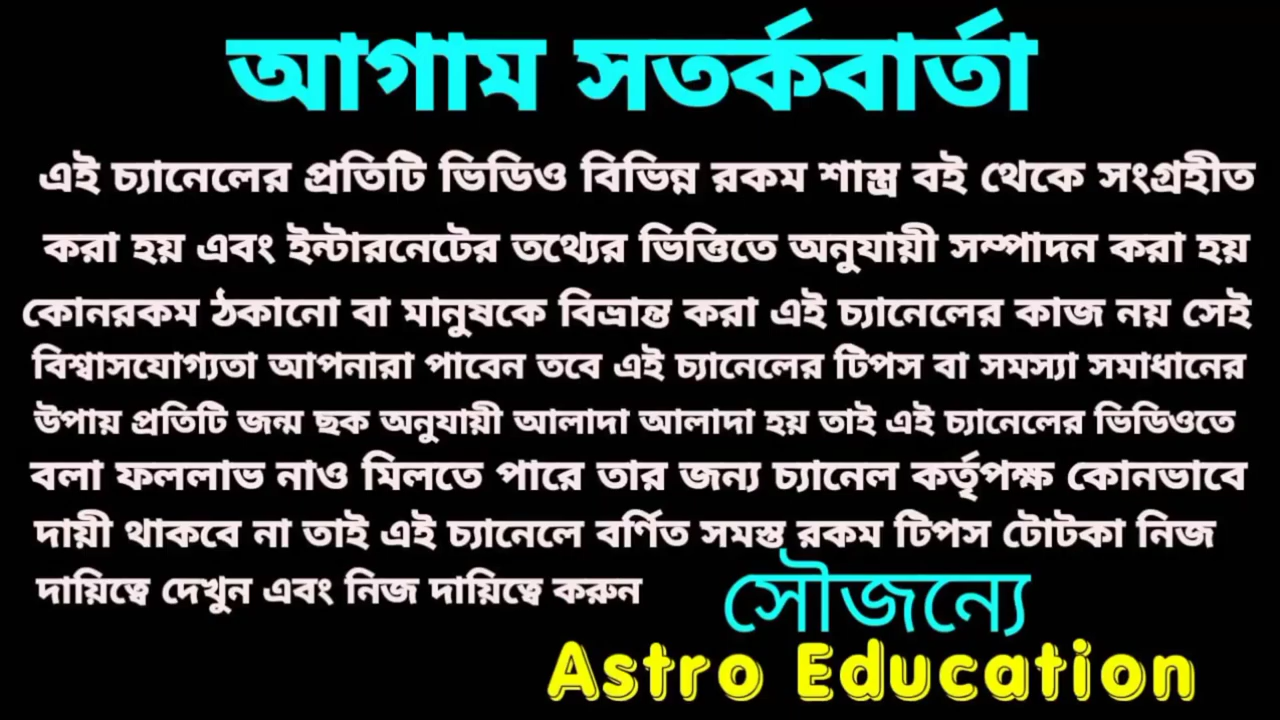 আগাম সতর্কবার্তা
এই চ্যানেলের প্রতিটি ভিডিও বিভিন্ন রকম শাস্ত্র বই থেকে সংগ্রহীত
করা হয় এবং ইন্টারনেটের তথ্যের ভিত্তিতে অনুযায়ী সম্পাদন করা হয়
কোনরকম ঠকানো বা মানুষকে বিভ্রান্ত করা এই চ্যানেলের কাজ নয় সেই
বিশ্বাসযোগ্যতা আপনারা পাবেন তবে এই চ্যানেলের টিপস বা সমস্যা সমাধানের
উপায় প্রতিটি জন্ম ছক অনুযায়ী আলাদা আলাদা হয় তাই এই চ্যানেলের ভিডিওতে
বলা ফললাভ নাও মিলতে পারে তার জন্য চ্যানেল কর্তৃপক্ষ কোনভাবে
দায়ী থাকবে না তাই এই চ্যানেলে বর্ণিত সমস্ত রকম টিপস টোটকা নিজ
দায়িত্বে দেখুন এবং নিজ দায়িত্বে করুন
সৌজন্যে
Astro Education